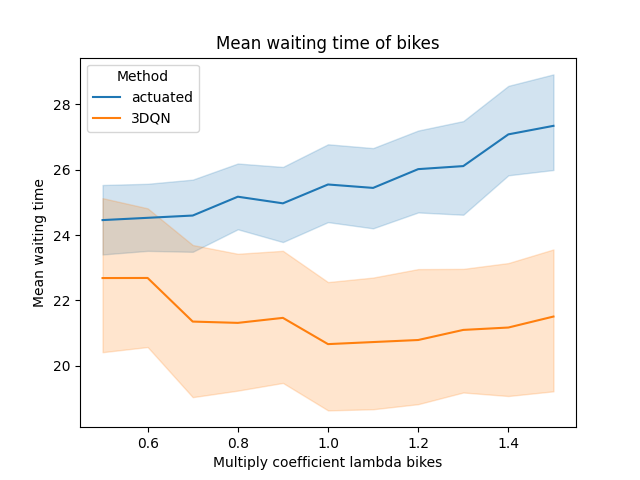 Mean waiting time of bikes
Method
actuated
3DQN
Mean waiting time
28
26
24
22
20
0.6 0.8 1.0 1.2 1.4
Multiply coefficient lambda bikes